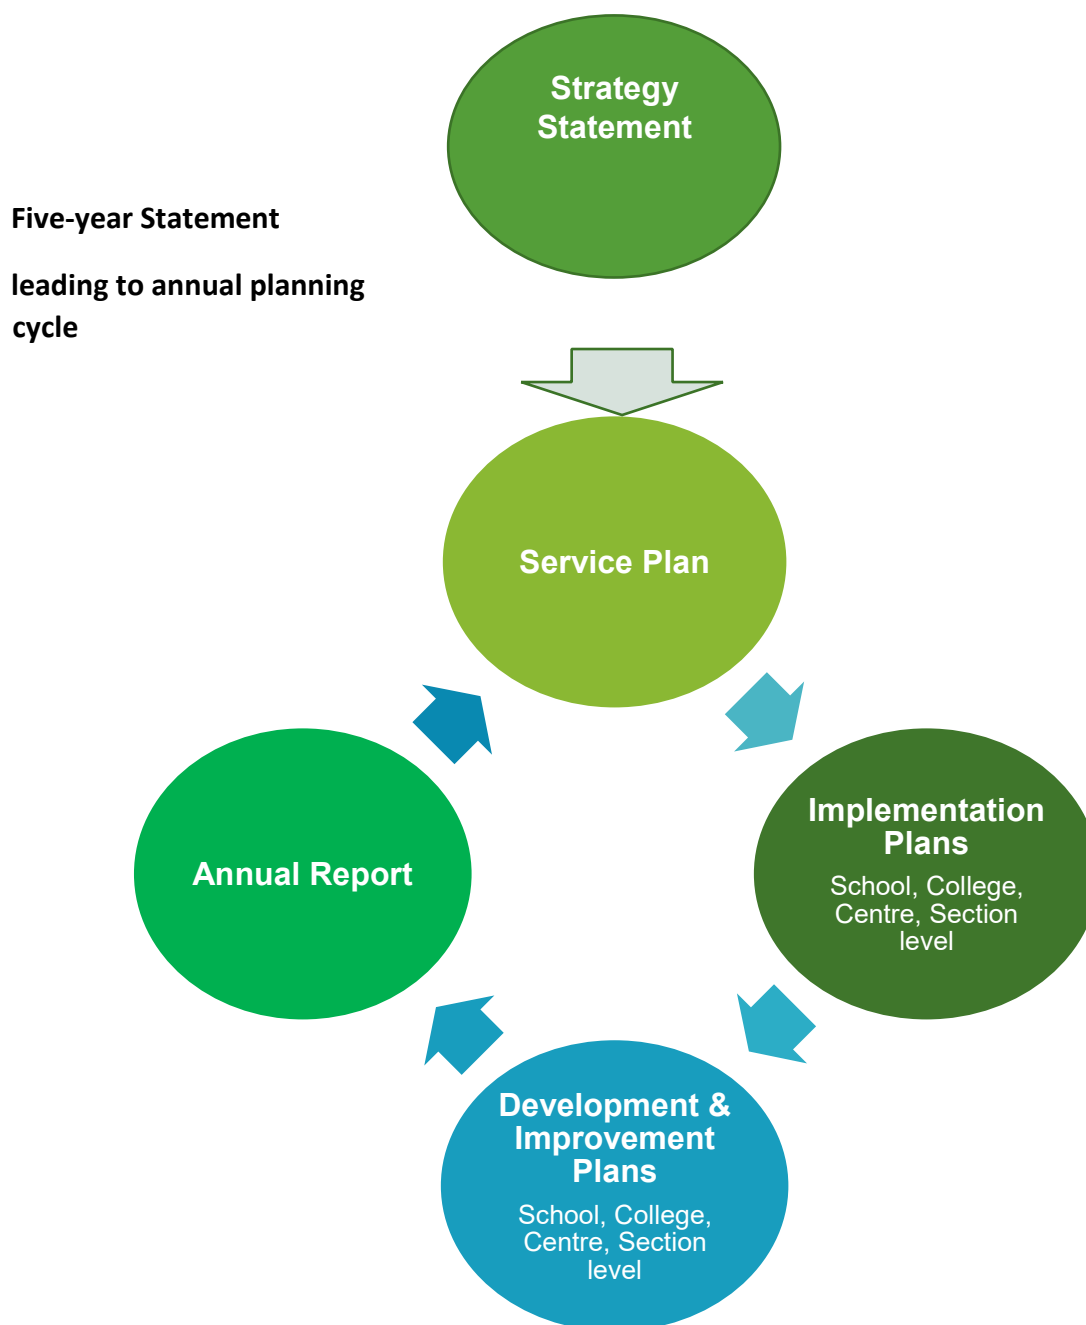 Strategy
Statement
Five-year Statement
leading to annual planning
cycle
Service Plan
Implementation
Plans
School, College,
Centre, Section
level
Annual Report
Development &
Improvement
Plans
School, College,
Centre, Section
level